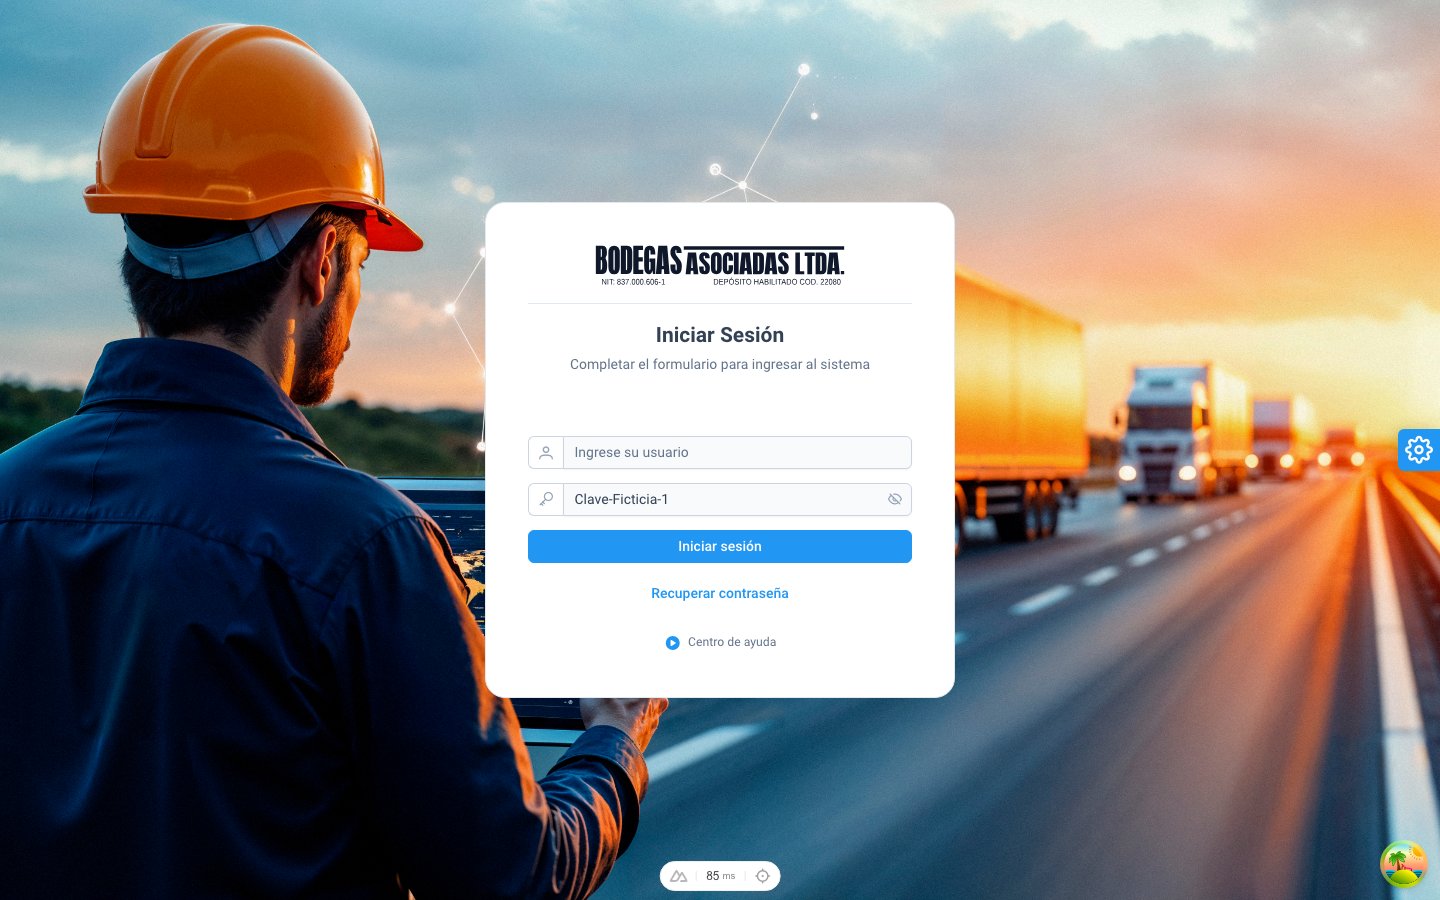 BODEGAS ASOCIADAS LTDA.
NIT: 837.000.606-1 DEPÓSITO HABILITADO COD. 22080
Iniciar Sesión
Completar el formulario para ingresar al sistema
Ingrese su usuario
Clave-Ficticia-1
Iniciar sesión
Recuperar contraseña
Centro de ayuda
85 ms